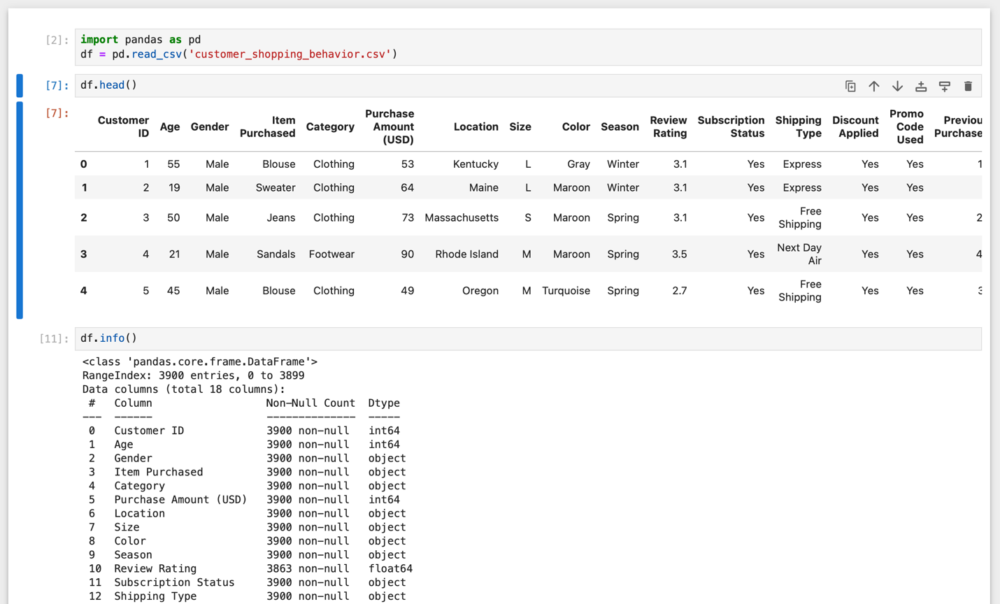 [2]: import pandas as pd
df = pd.read_csv('customer_shopping_behavior.csv')
[7]: df.head()
[7]:
Customer ID Age Gender Item Purchased Category Purchase Amount (USD) Location Size Color Season Review Rating Subscription Status Shipping Type Discount Applied Promo Code Used Previou Purchase
0 1 55 Male Blouse Clothing 53 Kentucky L Gray Winter 3.1 Yes Express Yes Yes 1
1 2 19 Male Sweater Clothing 64 Maine L Maroon Winter 3.1 Yes Express Yes Yes
2 3 50 Male Jeans Clothing 73 Massachusetts S Maroon Spring 3.1 Yes Free Shipping Yes Yes 2
3 4 21 Male Sandals Footwear 90 Rhode Island M Maroon Spring 3.5 Yes Next Day Air Yes Yes 4
4 5 45 Male Blouse Clothing 49 Oregon M Turquoise Spring 2.7 Yes Free Shipping Yes Yes 3
[11]: df.info()
<class 'pandas.core.frame.DataFrame'>
RangeIndex: 3900 entries, 0 to 3899
Data columns (total 18 columns):
# Column Non-Null Count Dtype
--- ------ -------------- -----
0 Customer ID 3900 non-null int64
1 Age 3900 non-null int64
2 Gender 3900 non-null object
3 Item Purchased 3900 non-null object
4 Category 3900 non-null object
5 Purchase Amount (USD) 3900 non-null int64
6 Location 3900 non-null object
7 Size 3900 non-null object
8 Color 3900 non-null object
9 Season 3900 non-null object
10 Review Rating 3863 non-null float64
11 Subscription Status 3900 non-null object
12 Shipping Type 3900 non-null object